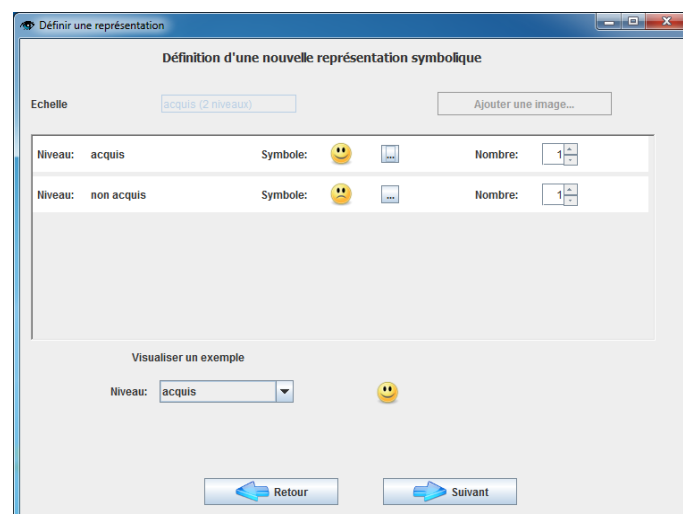 Définir une représentation
Définition d'une nouvelle représentation symbolique
Echelle acquis (2 niveaux) Ajouter une image...
Niveau: acquis Symbole: ... Nombre: 1
Niveau: non acquis Symbole: ... Nombre: 1
Visualiser un exemple
Niveau: acquis
Retour Suivant